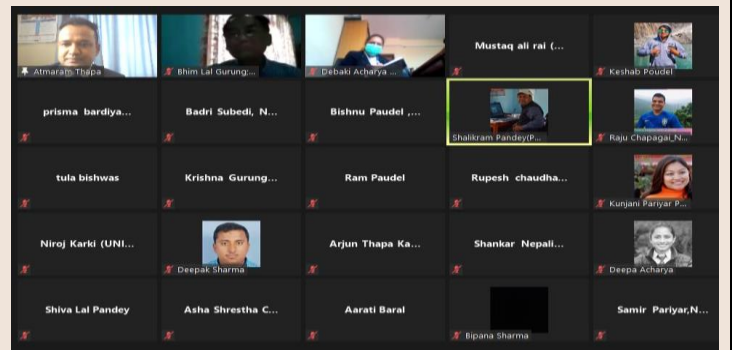 Atmaram Thapa
Bhim Lal Gurung:...
Debaki Acharya ...
Mustaq ali rai (...
Keshab Poudel
prisma bardiya...
Badri Subedi, N...
Bishnu Paudel ,...
Shalikram Pandey(P...
Raju Chapagai_N...
tula bishwas
Krishna Gurung...
Ram Paudel
Rupesh chaudha...
Kunjani Pariyar P...
Niroj Karki (UNI...
Deepak Sharma
Arjun Thapa Ka...
Shankar Nepali...
Deepa Acharya
Shiva Lal Pandey
Asha Shrestha C...
Aarati Baral
Bipana Sharma
Samir Pariyar,N...